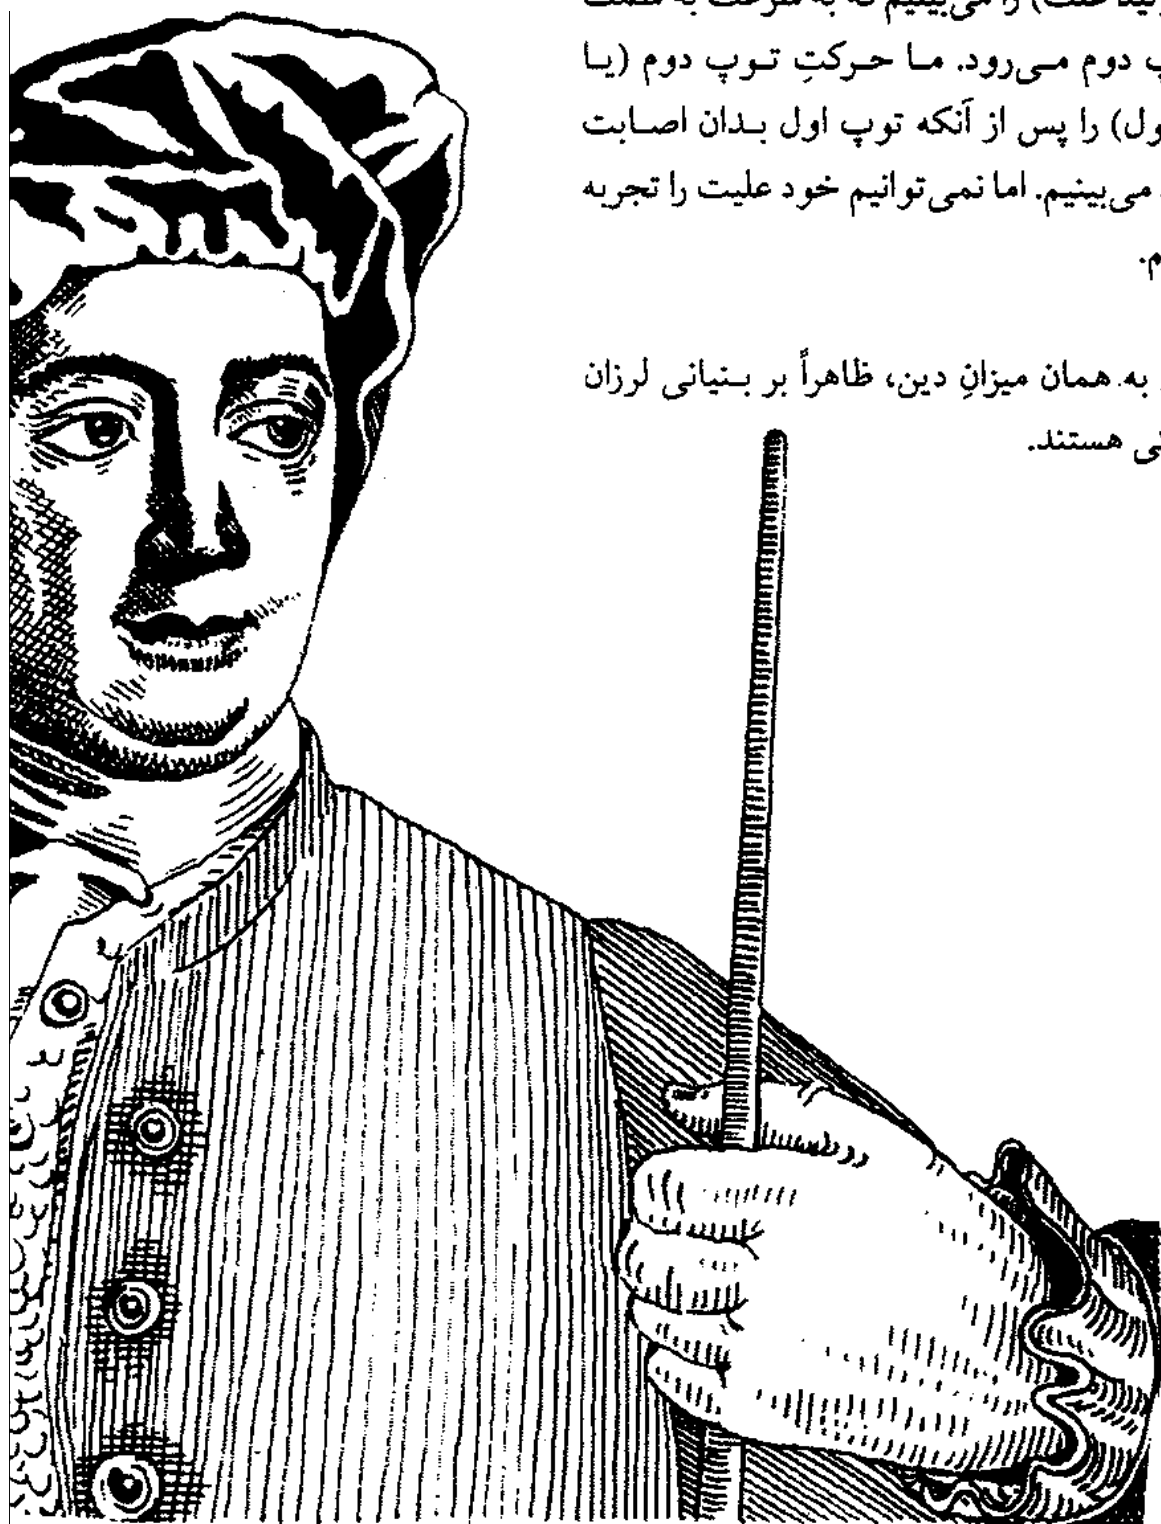 علت) را می‌بینیم که به سرعت به سمت
دوم می‌رود. ما حرکتِ توپ دوم (یا
را پس از آنکه توپ اول بدان اصابت
می‌بینیم. اما نمی‌توانیم خود علیت را تجربه
به همان میزانِ دین، ظاهراً بر بنیانی لرزان
هستند.